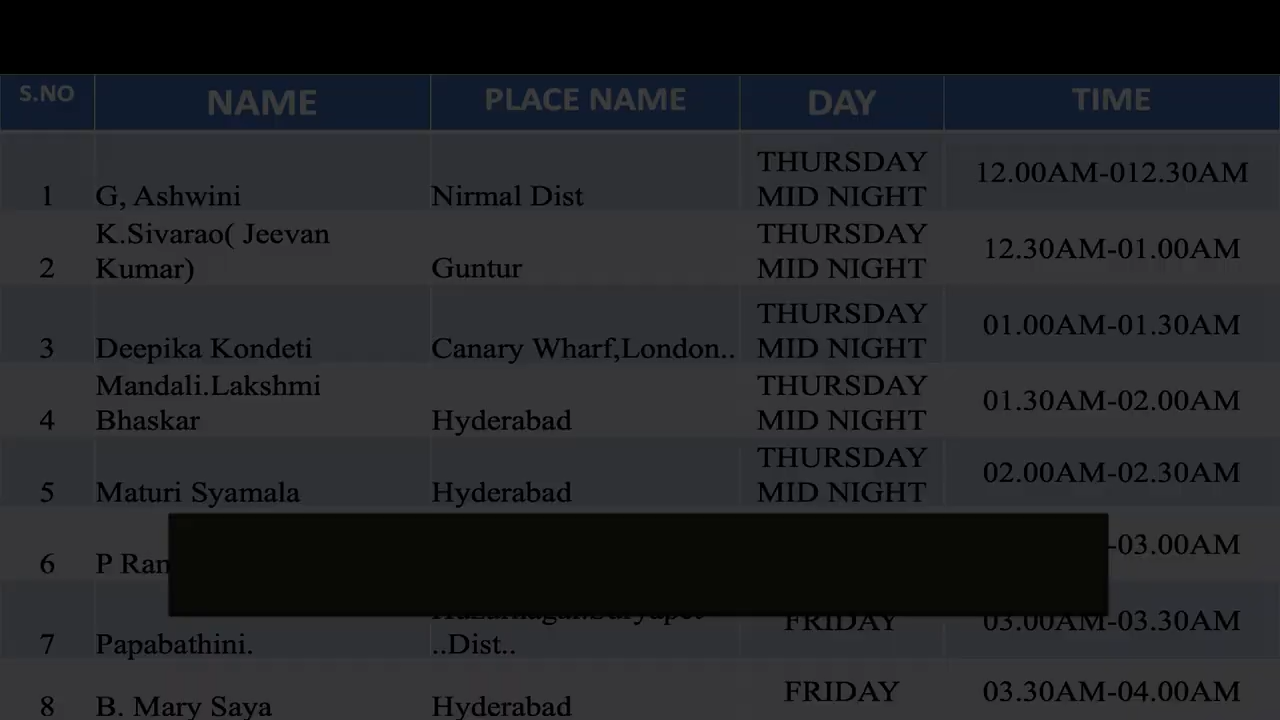 S.NO NAME PLACE NAME DAY TIME
THURSDAY
12.00AM-012.30AM
1 G, Ashwini Nirmal Dist MID NIGHT
K.Sivarao( Jeevan THURSDAY
12.30AM-01.00AM
2 Kumar) Guntur MID NIGHT
THURSDAY
01.00AM-01.30AM
3 Deepika Kondeti Canary Wharf,London.. MID NIGHT
Mandali.Lakshmi THURSDAY
01.30AM-02.00AM
4 Bhaskar Hyderabad MID NIGHT
THURSDAY
02.00AM-02.30AM
5 Maturi Syamala Hyderabad MID NIGHT
-03.00AM
6 P
FRIDAY 03.00AM-03.30AM
7 Papabathini. ..Dist..
FRIDAY 03.30AM-04.00AM
8 B. Mary Saya Hyderabad